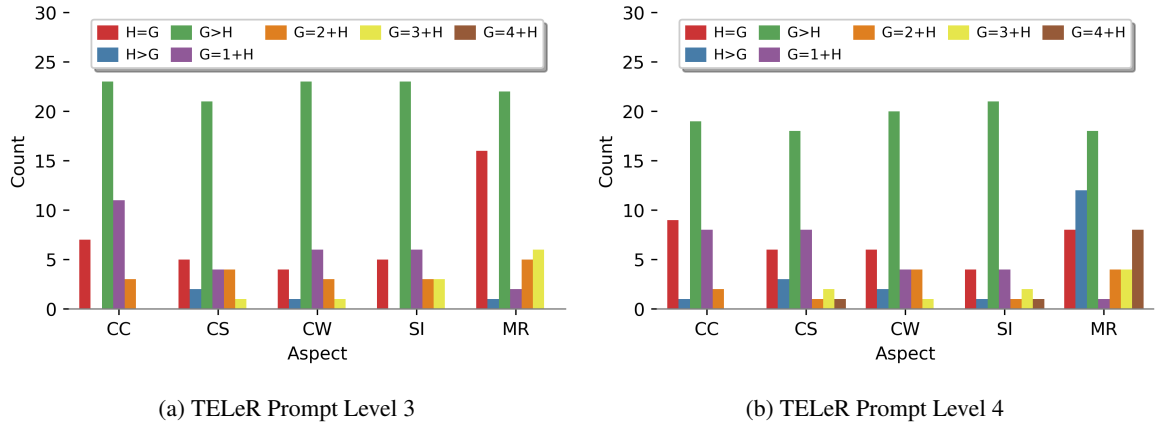 30
25
20
15
10
5
0
Count
H=G
H>G
G>H
G=1+H
G=2+H
G=3+H
G=4+H
CC
CS
CW
SI
MR
Aspect
(a) TELeR Prompt Level 3
30
25
20
15
10
5
0
Count
H=G
H>G
G>H
G=1+H
G=2+H
G=3+H
G=4+H
CC
CS
CW
SI
MR
Aspect
(b) TELeR Prompt Level 4